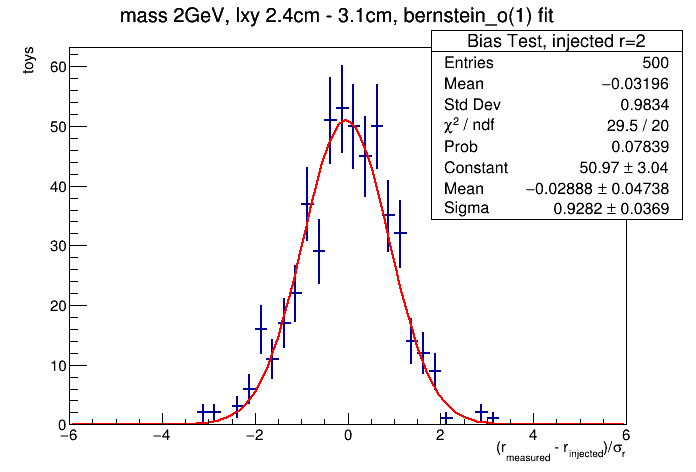 mass 2GeV, lxy 2.4cm - 3.1cm, bernstein_o(1) fit
Bias Test, injected r=2
Entries 500
Mean −0.03196
Std Dev 0.9834
χ² / ndf 29.5 / 20
Prob 0.07839
Constant 50.97 ± 3.04
Mean −0.02888 ± 0.04738
Sigma 0.9282 ± 0.0369
toys
60
50
40
30
20
10
0
−6 −4 −2 0 2 4 6
(r_measured - r_injected)/σ_r